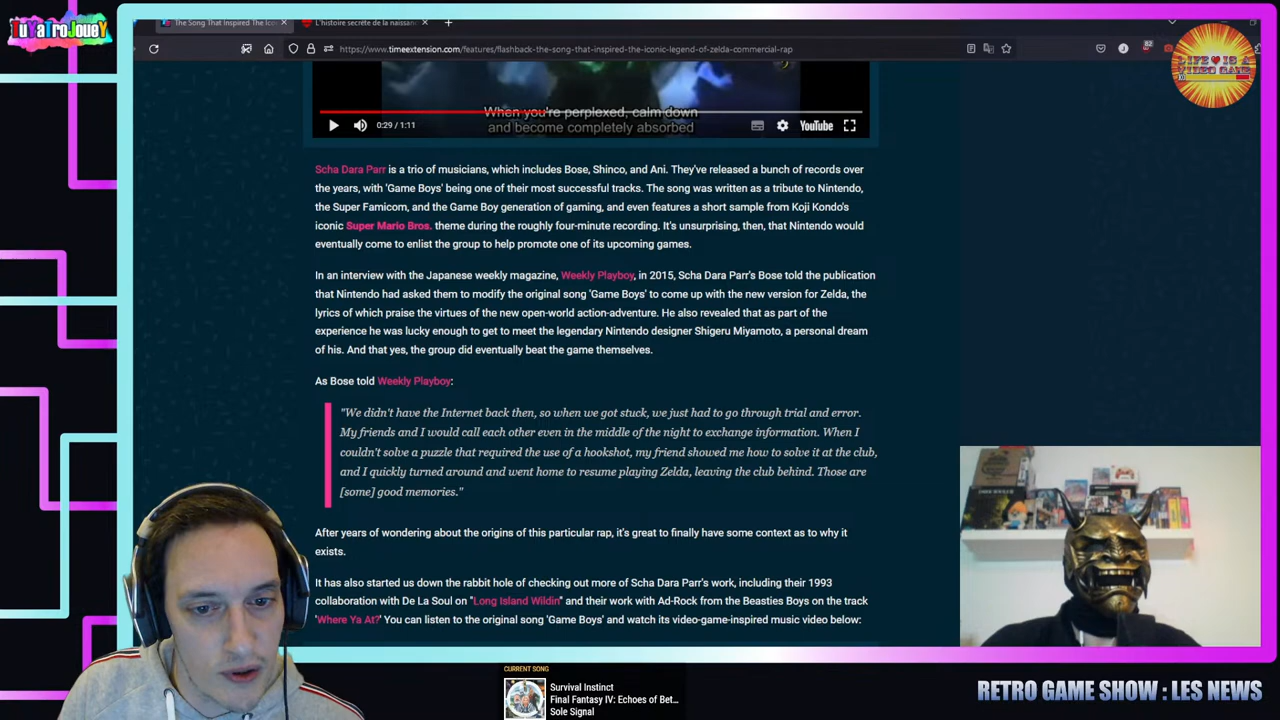 TuYaTroJoueY
The Song That Inspired The Icon
L'histoire secrète de la naissan
https://www.timeextension.com/features/flashback-the-song-that-inspired-the-iconic-legend-of-zelda-commercial-rap
82
LIFE IS A
VIDEO GAME
When you're perplexed, calm down
and become completely absorbed
0:29 / 1:11
YouTube
Scha Dara Parr is a trio of musicians, which includes Bose, Shinco, and Ani. They've released a bunch of records over
the years, with 'Game Boys' being one of their most successful tracks. The song was written as a tribute to Nintendo,
the Super Famicom, and the Game Boy generation of gaming, and even features a short sample from Koji Kondo's
iconic Super Mario Bros. theme during the roughly four-minute recording. It's unsurprising, then, that Nintendo would
eventually come to enlist the group to help promote one of its upcoming games.
In an interview with the Japanese weekly magazine, Weekly Playboy, in 2015, Scha Dara Parr's Bose told the publication
that Nintendo had asked them to modify the original song 'Game Boys' to come up with the new version for Zelda, the
lyrics of which praise the virtues of the new open-world action-adventure. He also revealed that as part of the
experience he was lucky enough to get to meet the legendary Nintendo designer Shigeru Miyamoto, a personal dream
of his. And that yes, the group did eventually beat the game themselves.
As Bose told Weekly Playboy:
"We didn't have the Internet back then, so when we got stuck, we just had to go through trial and error.
My friends and I would call each other even in the middle of the night to exchange information. When I
couldn't solve a puzzle that required the use of a hookshot, my friend showed me how to solve it at the club,
and I quickly turned around and went home to resume playing Zelda, leaving the club behind. Those are
[some] good memories."
After years of wondering about the origins of this particular rap, it's great to finally have some context as to why it
exists.
It has also started us down the rabbit hole of checking out more of Scha Dara Parr's work, including their 1993
collaboration with De La Soul on "Long Island Wildin" and their work with Ad-Rock from the Beasties Boys on the track
'Where Ya At?' You can listen to the original song 'Game Boys' and watch its video-game-inspired music video below:
CURRENT SONG
Survival Instinct
Final Fantasy IV: Echoes of Bet...
Sole Signal
RETRO GAME SHOW : LES NEWS